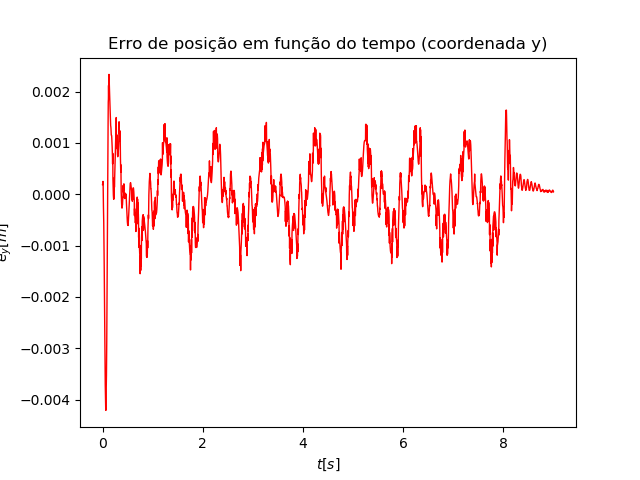 Erro de posição em função do tempo (coordenada y)
0.002
0.001
0.000
−0.001
−0.002
−0.003
−0.004
e_y[m]
0 2 4 6 8
t[s]